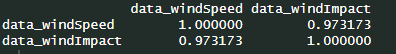 data_windSpeed data_windImpact
data_windSpeed 1.000000 0.973173
data_windImpact 0.973173 1.000000